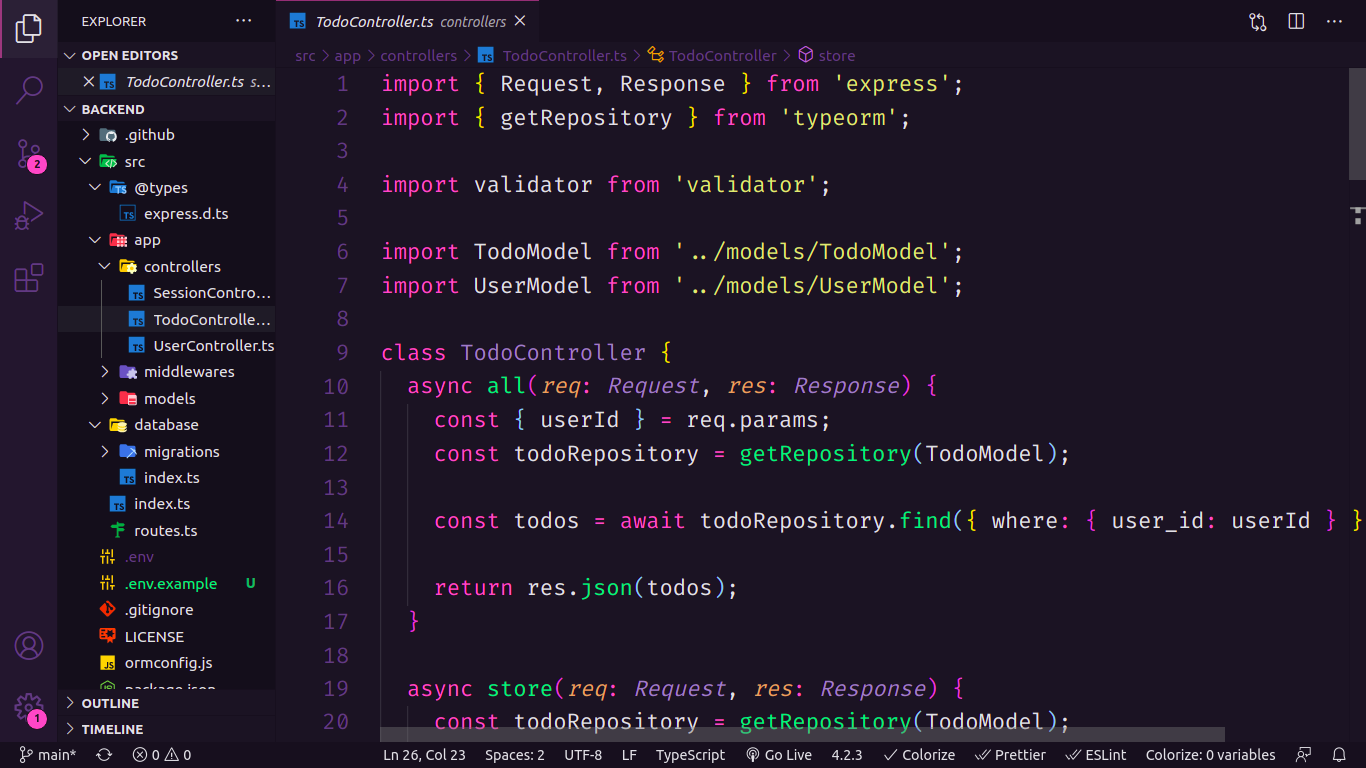 EXPLORER
OPEN EDITORS
TodoController.ts s...
BACKEND
.github
src
@types
express.d.ts
app
controllers
SessionContro...
TodoControlle...
UserController.ts
middlewares
models
database
migrations
index.ts
index.ts
routes.ts
.env
.env.example U
.gitignore
LICENSE
ormconfig.js
package.json
OUTLINE
TIMELINE
2
1
TodoController.ts controllers
src > app > controllers > TodoController.ts > TodoController > store
1 import { Request, Response } from 'express';
2 import { getRepository } from 'typeorm';
3
4 import validator from 'validator';
5
6 import TodoModel from '../models/TodoModel';
7 import UserModel from '../models/UserModel';
8
9 class TodoController {
10 async all(req: Request, res: Response) {
11 const { userId } = req.params;
12 const todoRepository = getRepository(TodoModel);
13
14 const todos = await todoRepository.find({ where: { user_id: userId } }
15
16 return res.json(todos);
17 }
18
19 async store(req: Request, res: Response) {
20 const todoRepository = getRepository(TodoModel);
main* 0 0 Ln 26, Col 23 Spaces: 2 UTF-8 LF TypeScript Go Live 4.2.3 Colorize Prettier ESLint Colorize: 0 variables